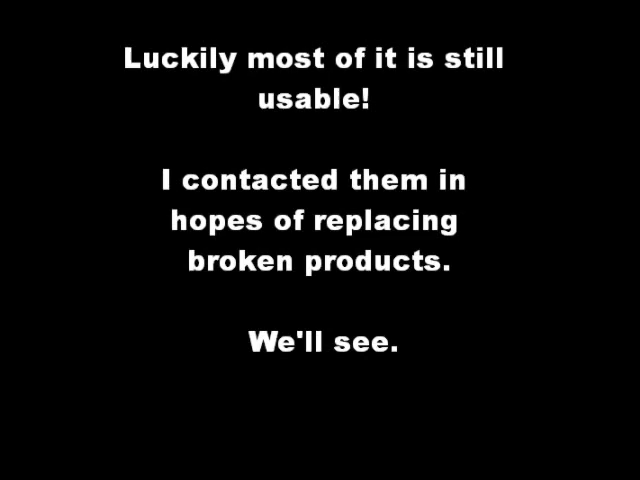 Luckily most of it is still
usable!
I contacted them in
hopes of replacing
broken products.
We'll see.